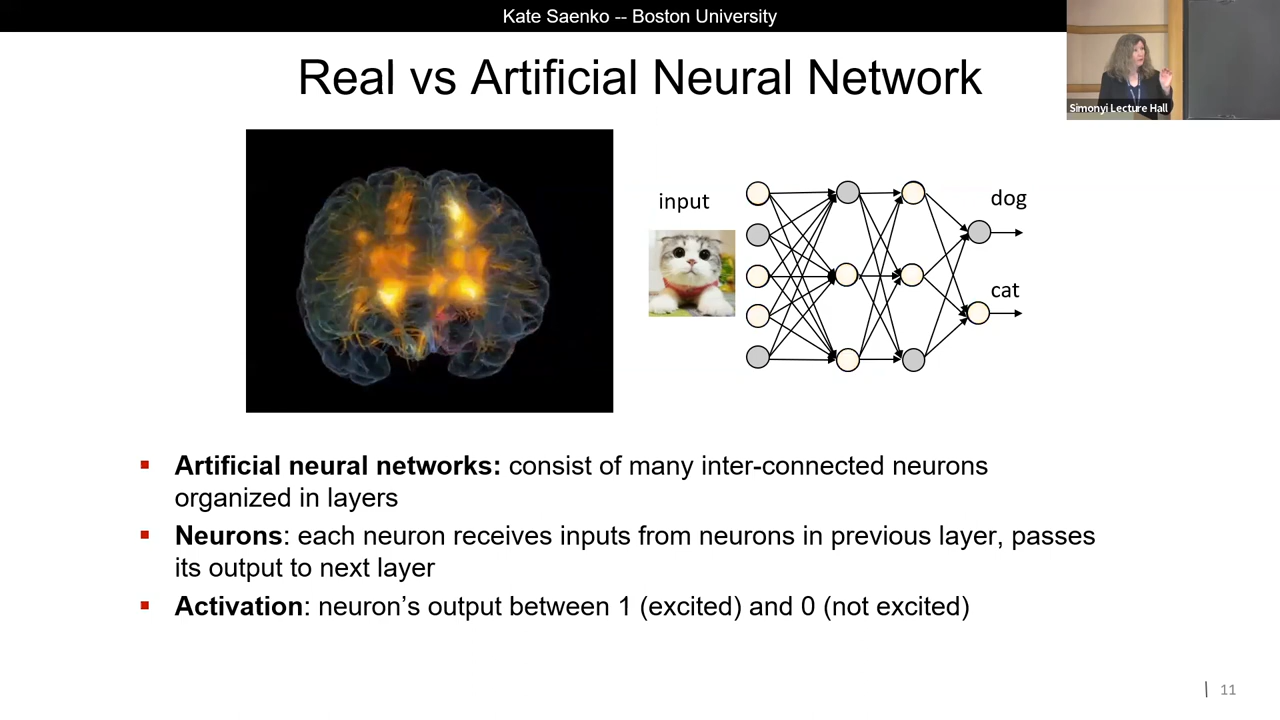 Kate Saenko -- Boston University
Simonyi Lecture Hall
Real vs Artificial Neural Network
input
dog
cat
▪ Artificial neural networks: consist of many inter-connected neurons
organized in layers
▪ Neurons: each neuron receives inputs from neurons in previous layer, passes
its output to next layer
▪ Activation: neuron’s output between 1 (excited) and 0 (not excited)
11